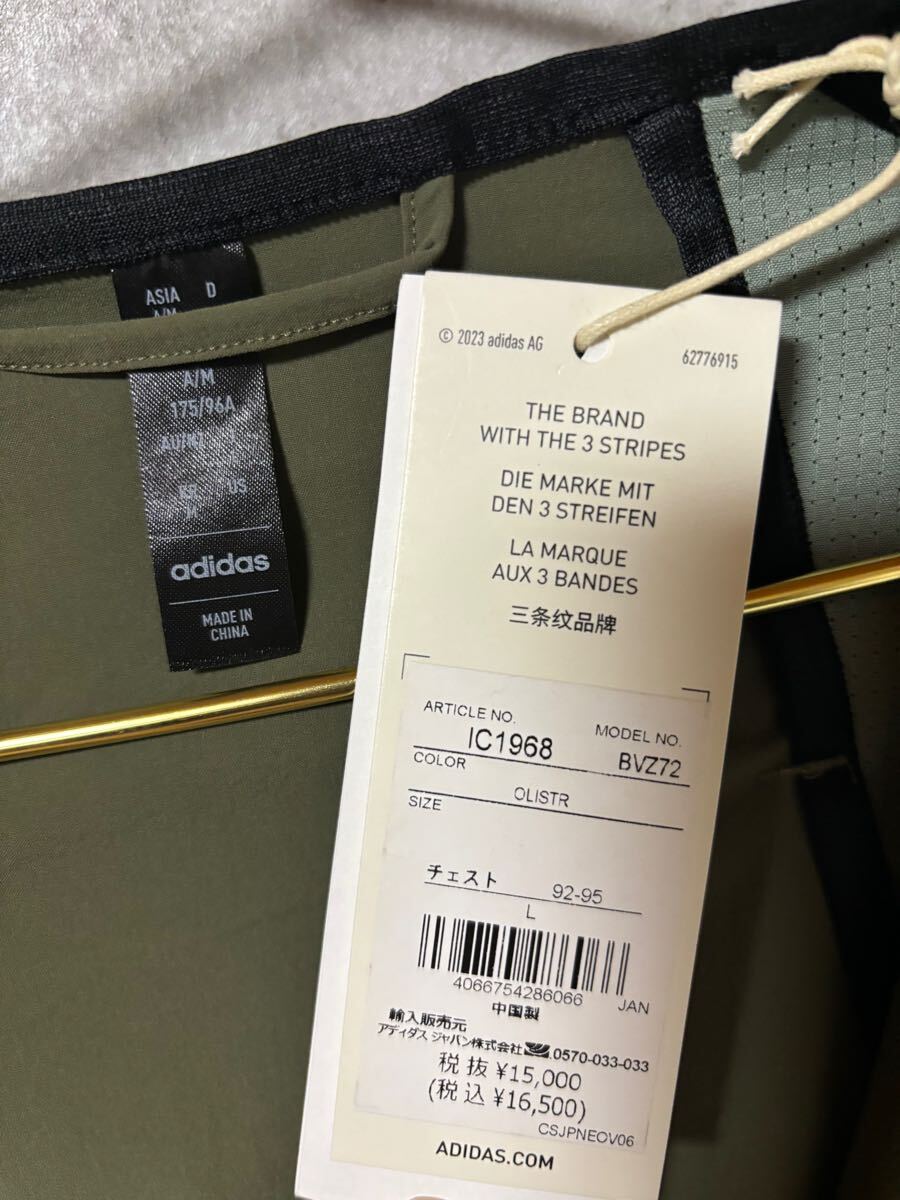 ASIA D
A/M
A/M
175/96A
US
adidas
MADE IN
CHINA
© 2023 adidas AG
62776915
THE BRAND
WITH THE 3 STRIPES
DIE MARKE MIT
DEN 3 STREIFEN
LA MARQUE
AUX 3 BANDES
三条纹品牌
ARTICLE NO. MODEL NO.
IC1968 BVZ72
COLOR
OLISTR
SIZE
チェスト 92-95
L
4066754286066 JAN
中国製
輸入販売元
アディダス ジャパン株式会社 .0570-033-033
税抜 ¥15,000
(税込 ¥16,500)
CSJPNEOV06
ADIDAS.COM